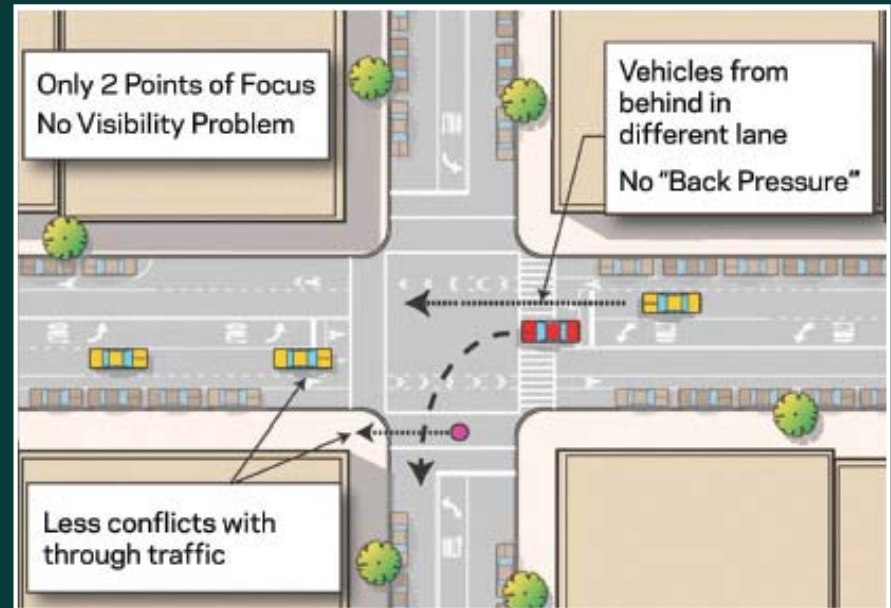 Only 2 Points of Focus
No Visibility Problem
Vehicles from
behind in
different lane
No "Back Pressure'"
Less conflicts with
through traffic